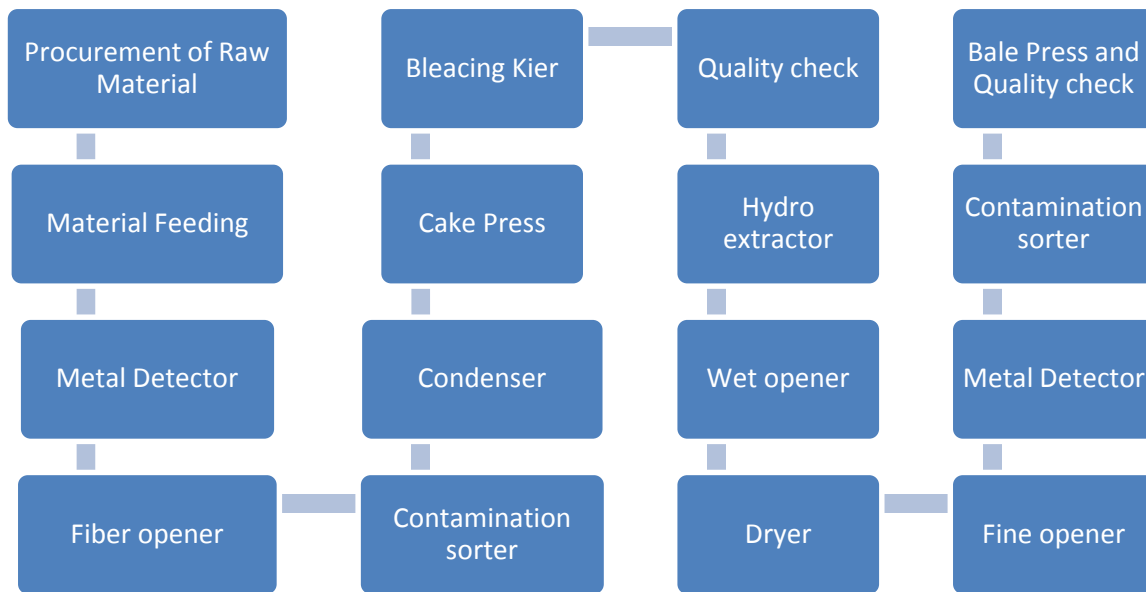 Procurement of Raw
Material
Material Feeding
Metal Detector
Fiber opener
Contamination
sorter
Condenser
Cake Press
Bleacing Kier
Quality check
Hydro
extractor
Wet opener
Dryer
Fine opener
Metal Detector
Contamination
sorter
Bale Press and
Quality check